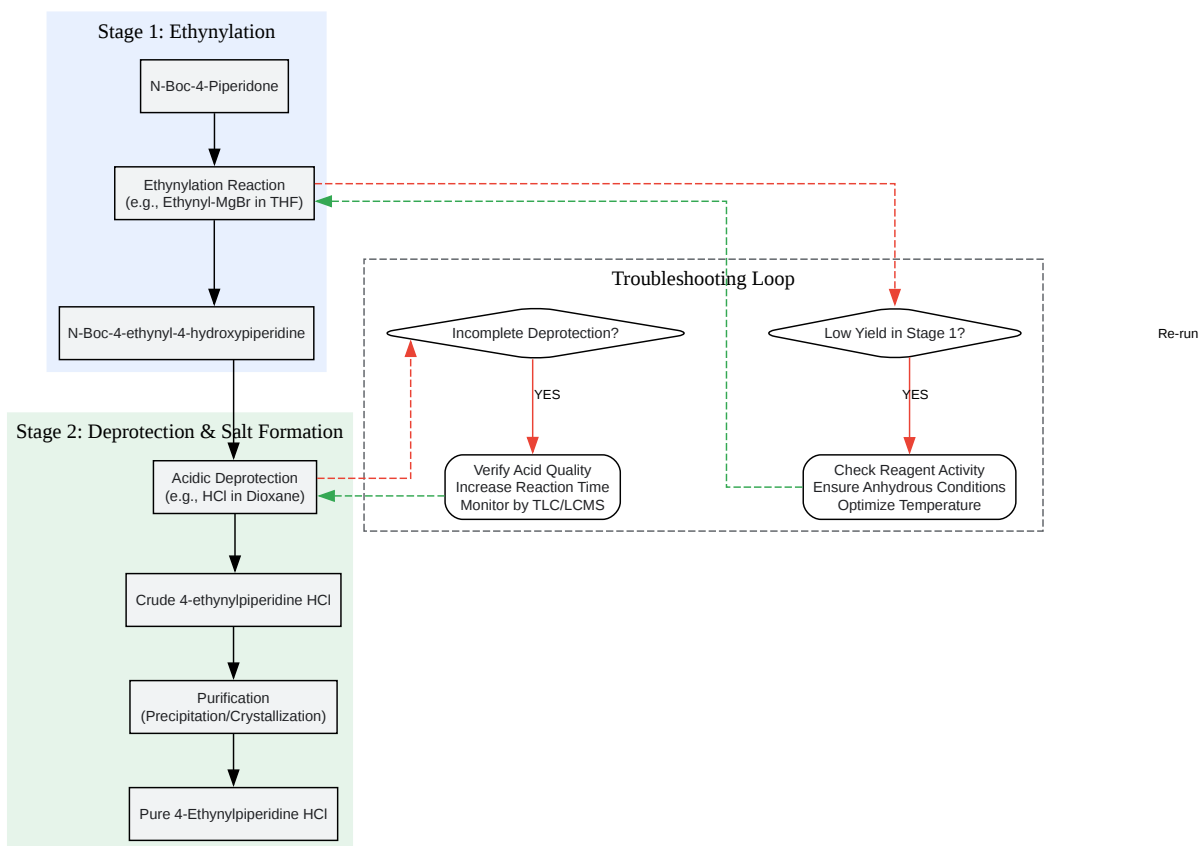 Stage 1: Ethynylation
N-Boc-4-Piperidone
Ethynylation Reaction
(e.g., Ethynyl-MgBr in THF)
N-Boc-4-ethynyl-4-hydroxypiperidine
Stage 2: Deprotection & Salt Formation
Acidic Deprotection
(e.g., HCl in Dioxane)
Crude 4-ethynylpiperidine HCl
Purification
(Precipitation/Crystallization)
Pure 4-Ethynylpiperidine HCl
Troubleshooting Loop
Incomplete Deprotection?
YES
Verify Acid Quality
Increase Reaction Time
Monitor by TLC/LCMS
Low Yield in Stage 1?
YES
Check Reagent Activity
Ensure Anhydrous Conditions
Optimize Temperature
Re-run